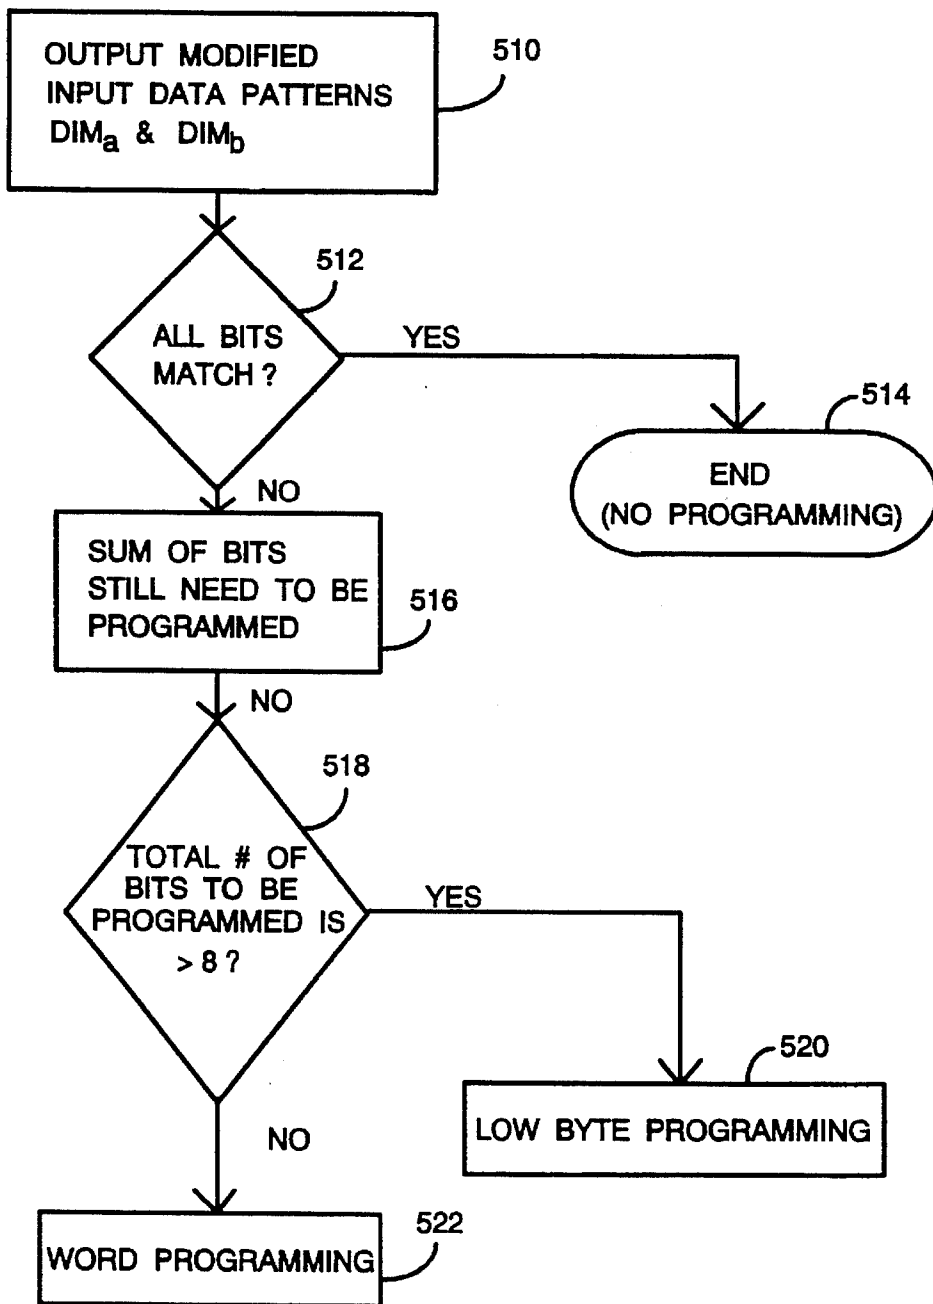 OUTPUT MODIFIED
INPUT DATA PATTERNS
DIMa & DIMb
510
512
ALL BITS
MATCH ?
YES
514
END
(NO PROGRAMMING)
NO
SUM OF BITS
STILL NEED TO BE
PROGRAMMED
516
NO
518
TOTAL # OF
BITS TO BE
PROGRAMMED IS
> 8 ?
YES
520
LOW BYTE PROGRAMMING
NO
522
WORD PROGRAMMING